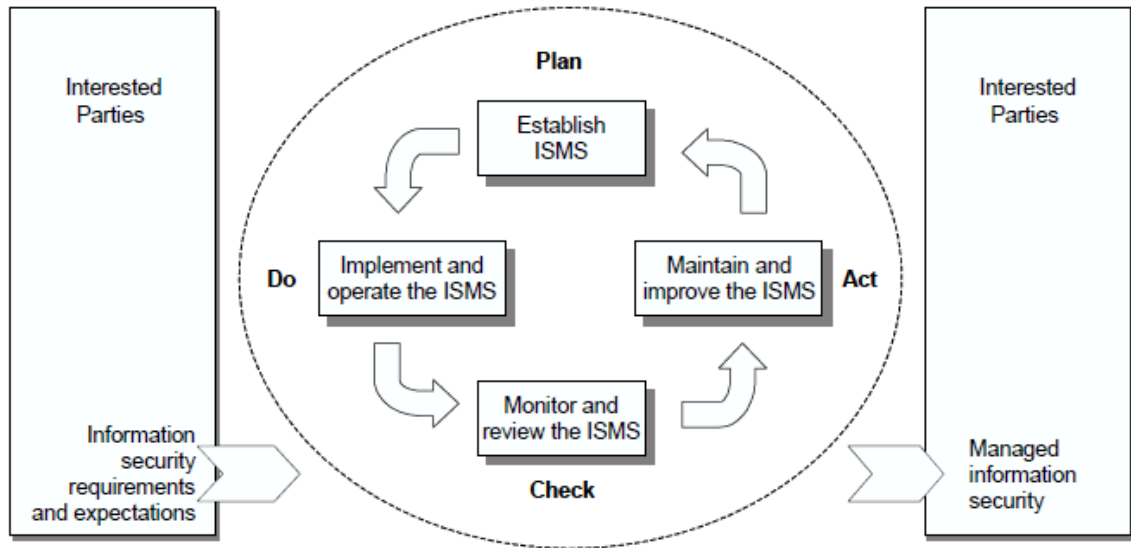 Interested
Parties
Information
security
requirements
and expectations
Plan
Establish
ISMS
Do
Implement and
operate the ISMS
Maintain and
improve the ISMS
Act
Monitor and
review the ISMS
Check
Interested
Parties
Managed
information
security